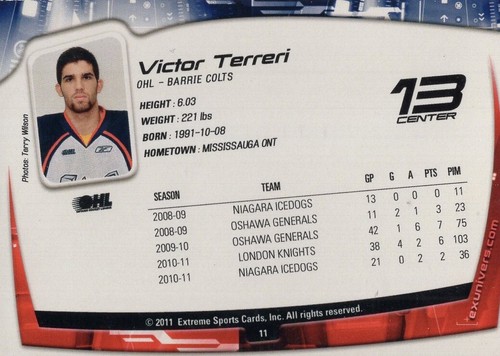 Victor Terreri
OHL - BARRIE COLTS
HEIGHT : 6.03
WEIGHT : 221 lbs
BORN : 1991-10-08
HOMETOWN : MISSISSAUGA ONT
13
CENTER
Photos: Terry Wilson
OHL
SEASON TEAM GP G A PTS PIM
2008-09 NIAGARA ICEDOGS 13 0 0 0 11
2008-09 OSHAWA GENERALS 11 2 1 3 23
2009-10 OSHAWA GENERALS 42 1 6 7 75
2010-11 LONDON KNIGHTS 38 4 2 6 103
2010-11 NIAGARA ICEDOGS 21 0 2 2 36
exunivers.com
© 2011 Extreme Sports Cards, Inc. All rights reserved.
11